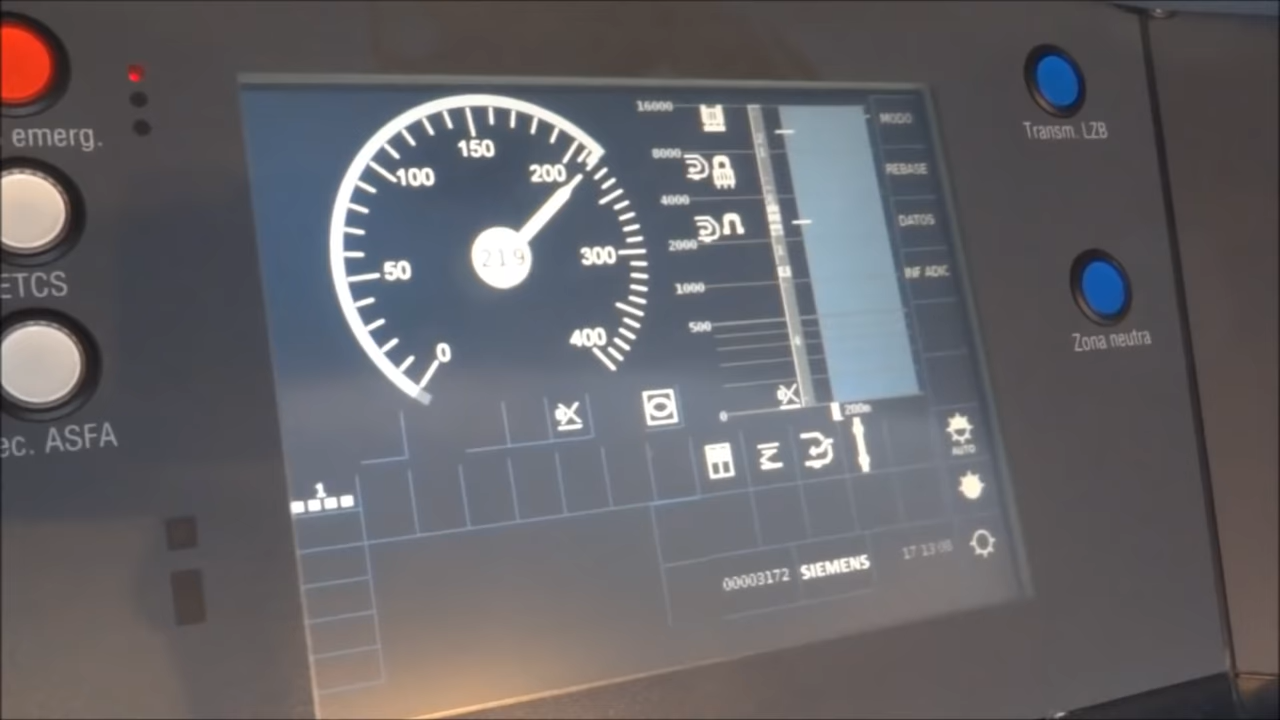 emerg.
ETCS
ec. ASFA
0
50
100
150
200
300
400
219
16000
8000
4000
2000
1000
500
0
200m
MODO
REBASE
DATOS
INF ADIC
AUTO
1
00003172 SIEMENS
17 13
Transm. LZB
Zona neutra